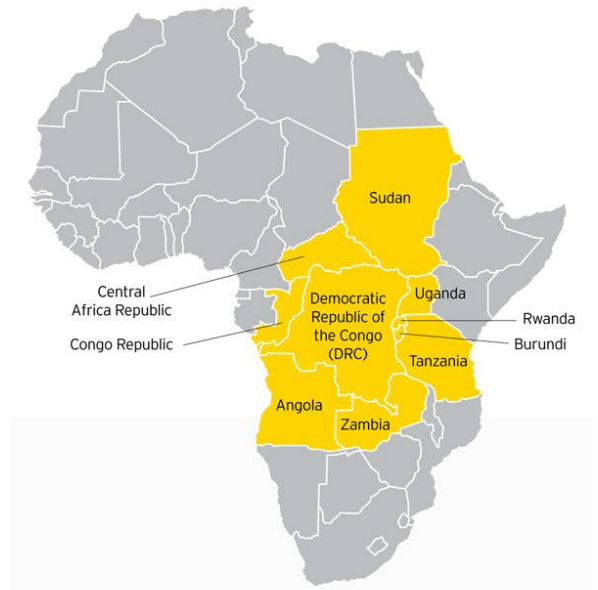 Sudan
Central
Africa Republic
Uganda
Democratic
Republic of
the Congo
(DRC)
Rwanda
Congo Republic
Burundi
Tanzania
Angola
Zambia